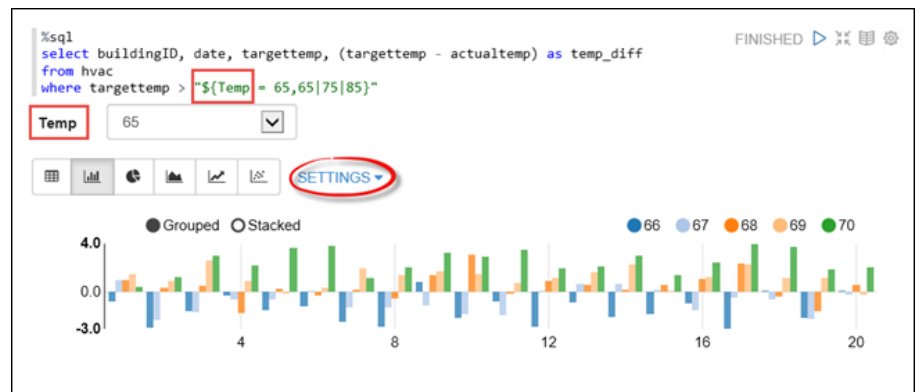 %sql
FINISHED
select buildingID, date, targettemp, (targettemp - actualtemp) as temp_diff
from hvac
where targettemp > "${Temp = 65,65|75|85}"
Temp 65
SETTINGS
Grouped Stacked 66 67 68 69 70
4.0
0.0
-3.0
4 8 12 16 20